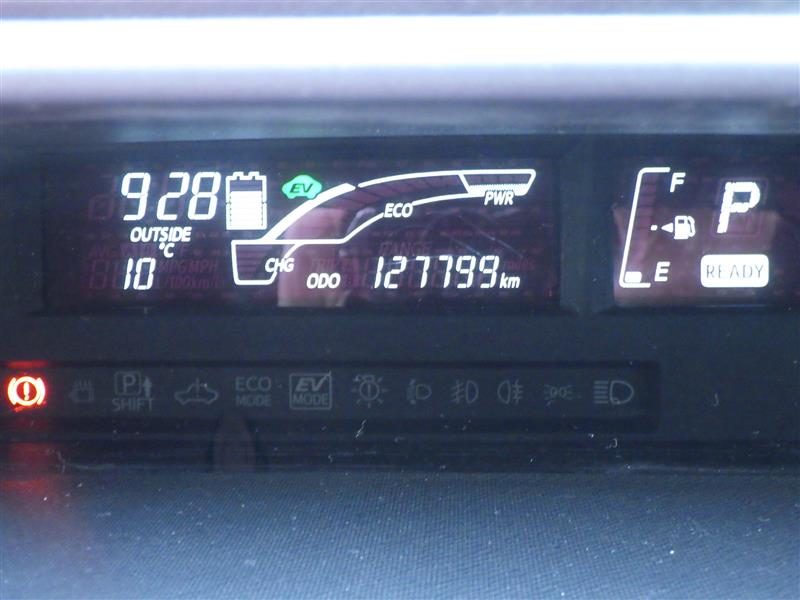 928
EV
F
P
ECO
PWR
OUTSIDE
°C
10
CHG
ODO 127799 km
E
READY
P
SHIFT
ECO
MODE
EV
MODE